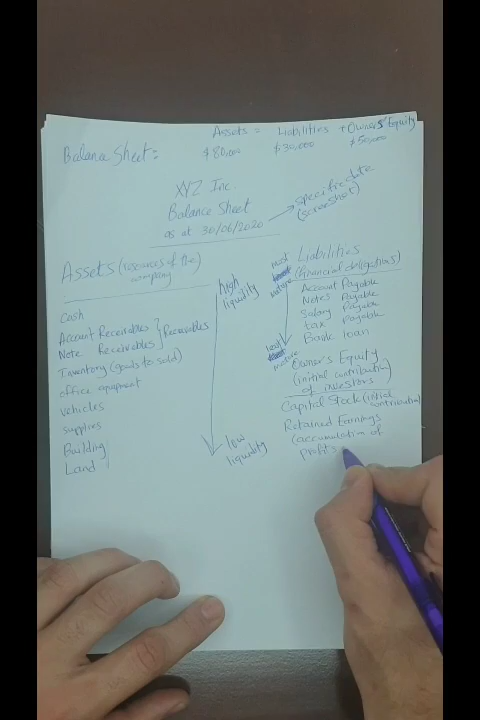 Assets = Liabilities + Owners' Equity
Balance Sheet: $80,000 $30,000 $50,000
XYZ Inc.
Balance Sheet
as at 30/06/2020
specific date
(screenshot)
Assets (resources of the
company)
Cash
Account Receivables
Note Receivables
Receivables
Inventory (goods to sold)
office equipment
vehicles
supplies
Building
Land
high
liquidity
low
liquidity
Liabilities
(financial obligations)
most
mature
Account Payable
Notes Payable
Salary Payable
tax Payable
Bank loan
least
mature
Owner's Equity
(initial contribution
of investors
Capital Stock (initial
contribution)
Retained Earnings
(accumulation of
profits